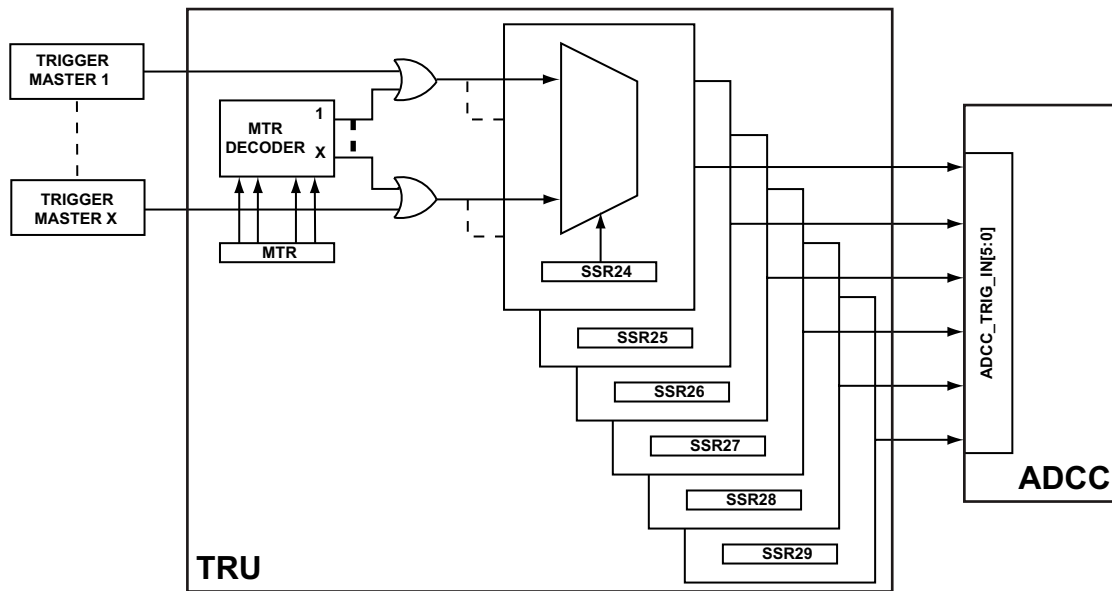 TRIGGER
MASTER 1
TRIGGER
MASTER X
MTR
DECODER
1
X
MTR
SSR24
SSR25
SSR26
SSR27
SSR28
SSR29
TRU
ADCC_TRIG_IN[5:0]
ADCC